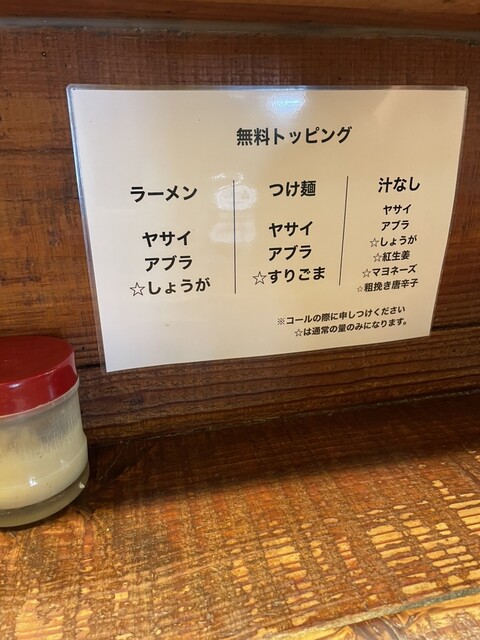 無料トッピング
ラーメン
ヤサイ
アブラ
☆しょうが
つけ麺
ヤサイ
アブラ
☆すりごま
汁なし
ヤサイ
アブラ
☆しょうが
☆紅生姜
☆マヨネーズ
☆粗挽き唐辛子
※コールの際に申しつけください
☆は通常の量のみになります。